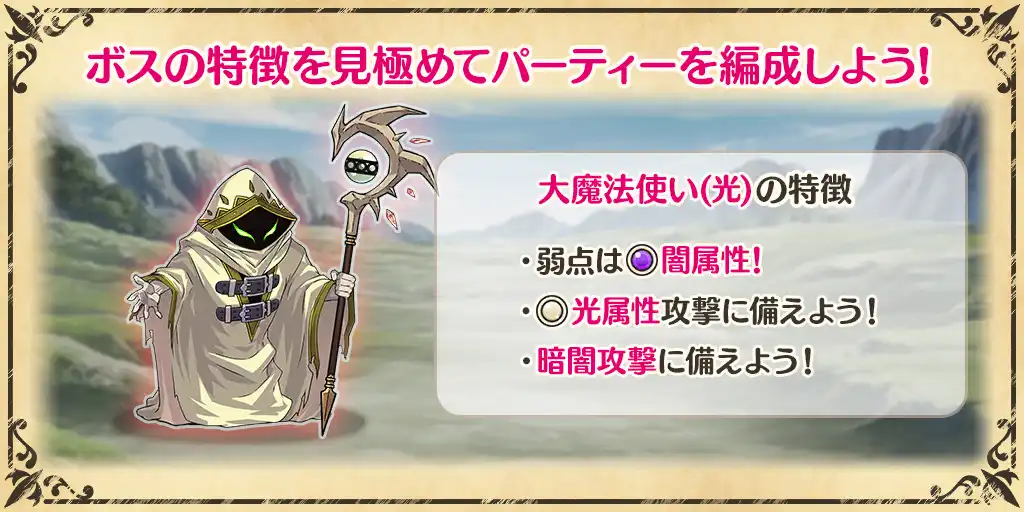 ボスの特徴を見極めてパーティーを編成しよう!
大魔法使い(光)の特徴
・弱点は闇属性!
・光属性攻撃に備えよう!
・暗闇攻撃に備えよう!